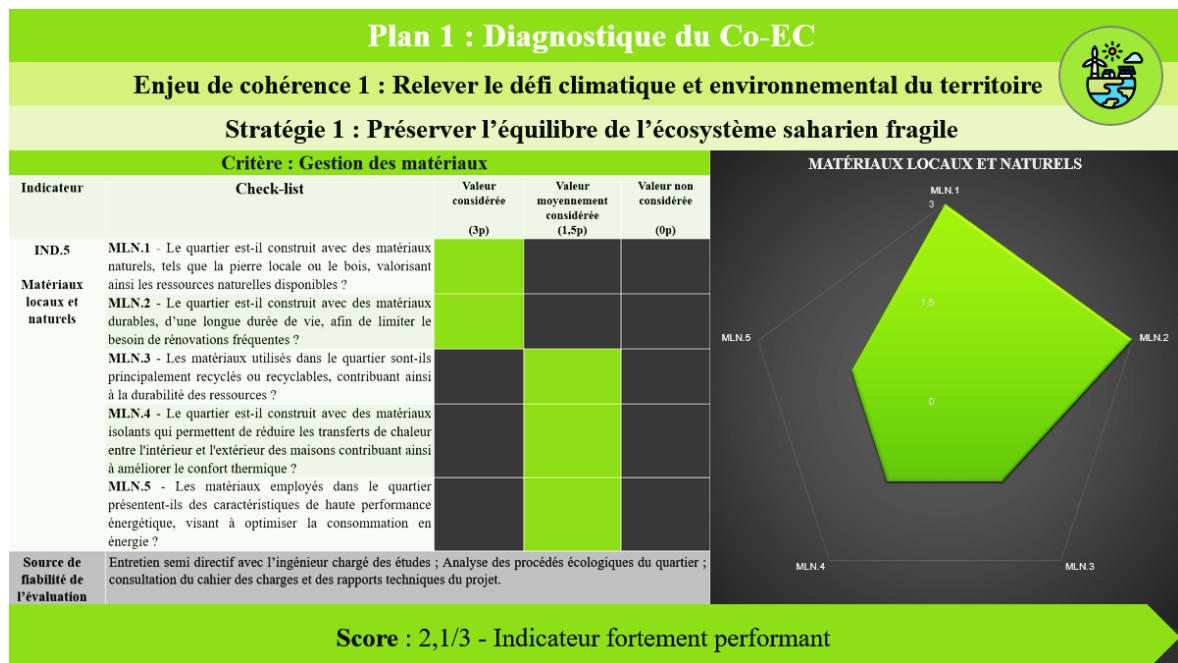 Plan 1 : Diagnostique du Co-EC
Enjeu de cohérence 1 : Relever le défi climatique et environnemental du territoire
Stratégie 1 : Préserver l’équilibre de l’écosystème saharien fragile
Critère : Gestion des matériaux
Indicateur
Check-list
Valeur
considérée
(3p)
Valeur
moyennement
considérée
(1,5p)
Valeur non
considérée
(0p)
IND.5
Matériaux
locaux et
naturels
MLN.1 - Le quartier est-il construit avec des matériaux
naturels, tels que la pierre locale ou le bois, valorisant
ainsi les ressources naturelles disponibles ?
MLN.2 - Le quartier est-il construit avec des matériaux
durables, d’une longue durée de vie, afin de limiter le
besoin de rénovations fréquentes ?
MLN.3 - Les matériaux utilisés dans le quartier sont-ils
principalement recyclés ou recyclables, contribuant ainsi
à la durabilité des ressources ?
MLN.4 - Le quartier est-il construit avec des matériaux
isolants qui permettent de réduire les transferts de chaleur
entre l'intérieur et l'extérieur des maisons contribuant ainsi
à améliorer le confort thermique ?
MLN.5 - Les matériaux employés dans le quartier
présentent-ils des caractéristiques de haute performance
énergétique, visant à optimiser la consommation en
énergie ?
Source de
fiabilité de
l’évaluation
Entretien semi directif avec l’ingénieur chargé des études ; Analyse des procédés écologiques du quartier ;
consultation du cahier des charges et des rapports techniques du projet.
MATÉRIAUX LOCAUX ET NATURELS
MLN.1
3
1,5
MLN.5
MLN.2
0
MLN.4
MLN.3
Score : 2,1/3 - Indicateur fortement performant